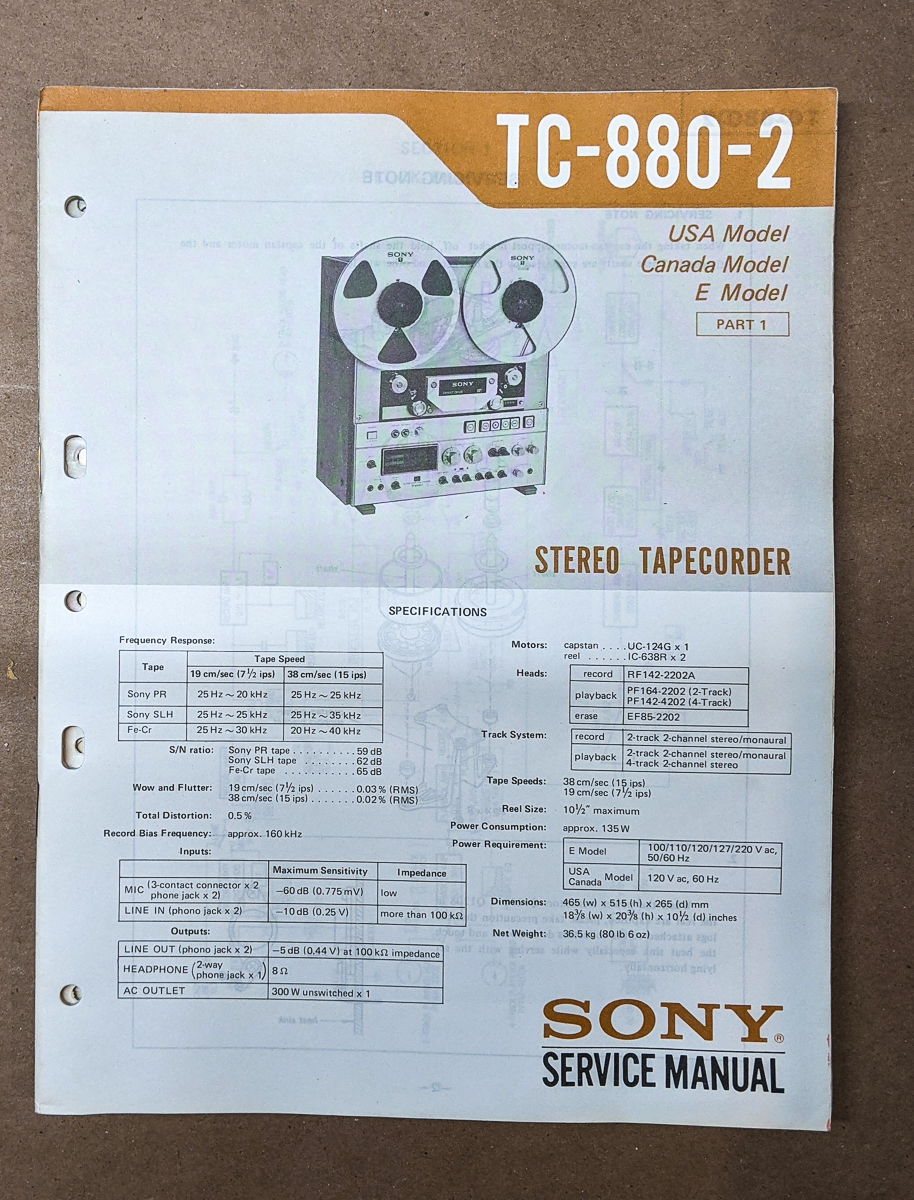 TC-880-2
USA Model
Canada Model
E Model
PART 1
SONY
SONY
SONY
STEREO TAPECORDER
SPECIFICATIONS
Frequency Response:
Tape
Tape Speed
19 cm/sec (7 1/2 ips) 38 cm/sec (15 ips)
Sony PR 25 Hz ~ 20 kHz 25 Hz ~ 25 kHz
Sony SLH 25 Hz ~ 25 kHz 25 Hz ~ 35 kHz
Fe-Cr 25 Hz ~ 30 kHz 20 Hz ~ 40 kHz
S/N ratio: Sony PR tape . . . . . . . . . . 59 dB
Sony SLH tape . . . . . . . . 62 dB
Fe-Cr tape . . . . . . . . . . . 65 dB
Wow and Flutter: 19 cm/sec (7 1/2 ips) . . . . . . 0.03 % (RMS)
38 cm/sec (15 ips) . . . . . . . 0.02 % (RMS)
Total Distortion: 0.5 %
Record Bias Frequency: approx. 160 kHz
Inputs:
Maximum Sensitivity Impedance
MIC (3-contact connector x 2
phone jack x 2) −60 dB (0.775 mV) low
LINE IN (phono jack x 2) −10 dB (0.25 V) more than 100 kΩ
Outputs:
LINE OUT (phono jack x 2) −5 dB (0.44 V) at 100 kΩ impedance
HEADPHONE (2-way
phone jack x 1) 8 Ω
AC OUTLET 300 W unswitched x 1
Motors: capstan . . . . UC-124G x 1
reel . . . . . . IC-638R x 2
Heads: record RF142-2202A
playback PF164-2202 (2-Track)
PF142-4202 (4-Track)
erase EF85-2202
Track System: record 2-track 2-channel stereo/monaural
playback 2-track 2-channel stereo/monaural
4-track 2-channel stereo
Tape Speeds: 38 cm/sec (15 ips)
19 cm/sec (7 1/2 ips)
Reel Size: 10 1/2" maximum
Power Consumption: approx. 135 W
Power Requirement: E Model 100/110/120/127/220 V ac,
50/60 Hz
USA
Canada Model 120 V ac, 60 Hz
Dimensions: 465 (w) x 515 (h) x 265 (d) mm
18 3/8 (w) x 20 3/8 (h) x 10 1/2 (d) inches
Net Weight: 36.5 kg (80 lb 6 oz)
SONY®
SERVICE MANUAL